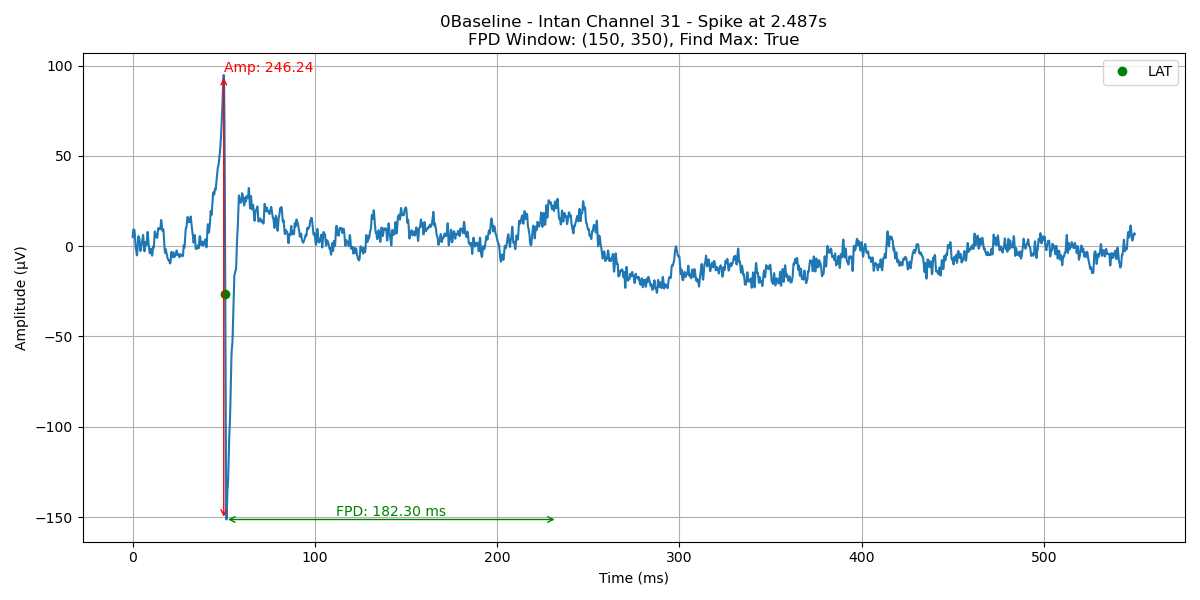 0Baseline - Intan Channel 31 - Spike at 2.487s
FPD Window: (150, 350), Find Max: True
100
50
0
−50
−100
−150
Amplitude (µV)
Amp: 246.24
LAT
FPD: 182.30 ms
0 100 200 300 400 500
Time (ms)